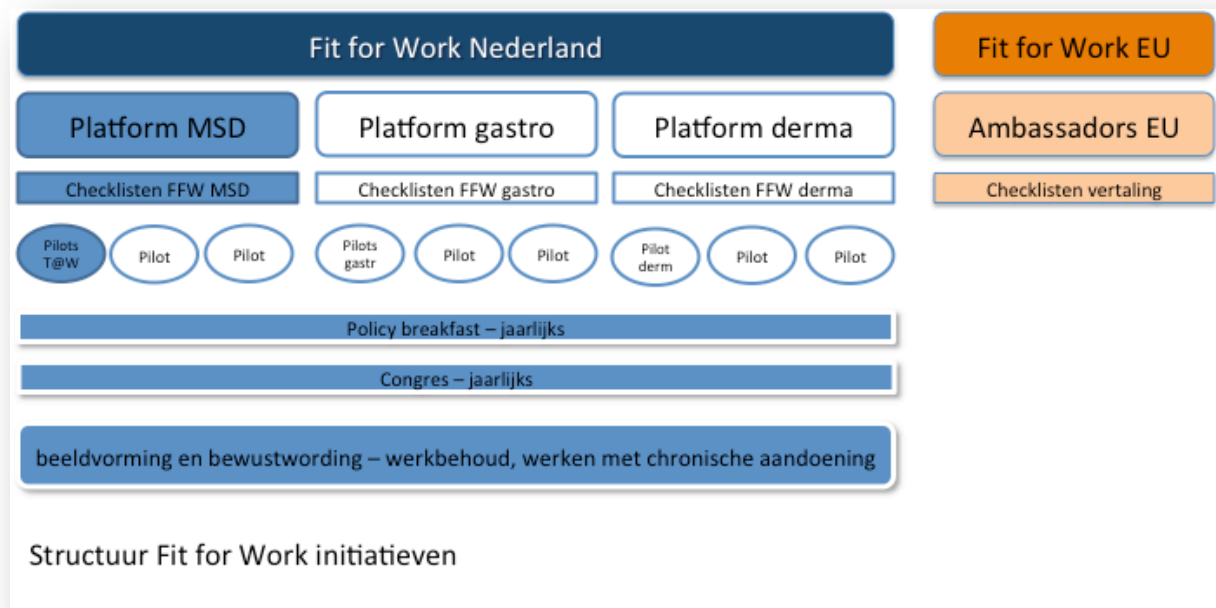 Fit for Work Nederland
Fit for Work EU
Platform MSD
Platform gastro
Platform derma
Ambassadors EU
Checklisten FFW MSD
Checklisten FFW gastro
Checklisten FFW derma
Checklisten vertaling
Pilots
T@W
Pilot
Pilot
Pilots
gastr
Pilot
Pilot
Pilot
derm
Pilot
Pilot
Policy breakfast – jaarlijks
Congres – jaarlijks
beeldvorming en bewustwording – werkbehoud, werken met chronische aandoening
Structuur Fit for Work initiatieven